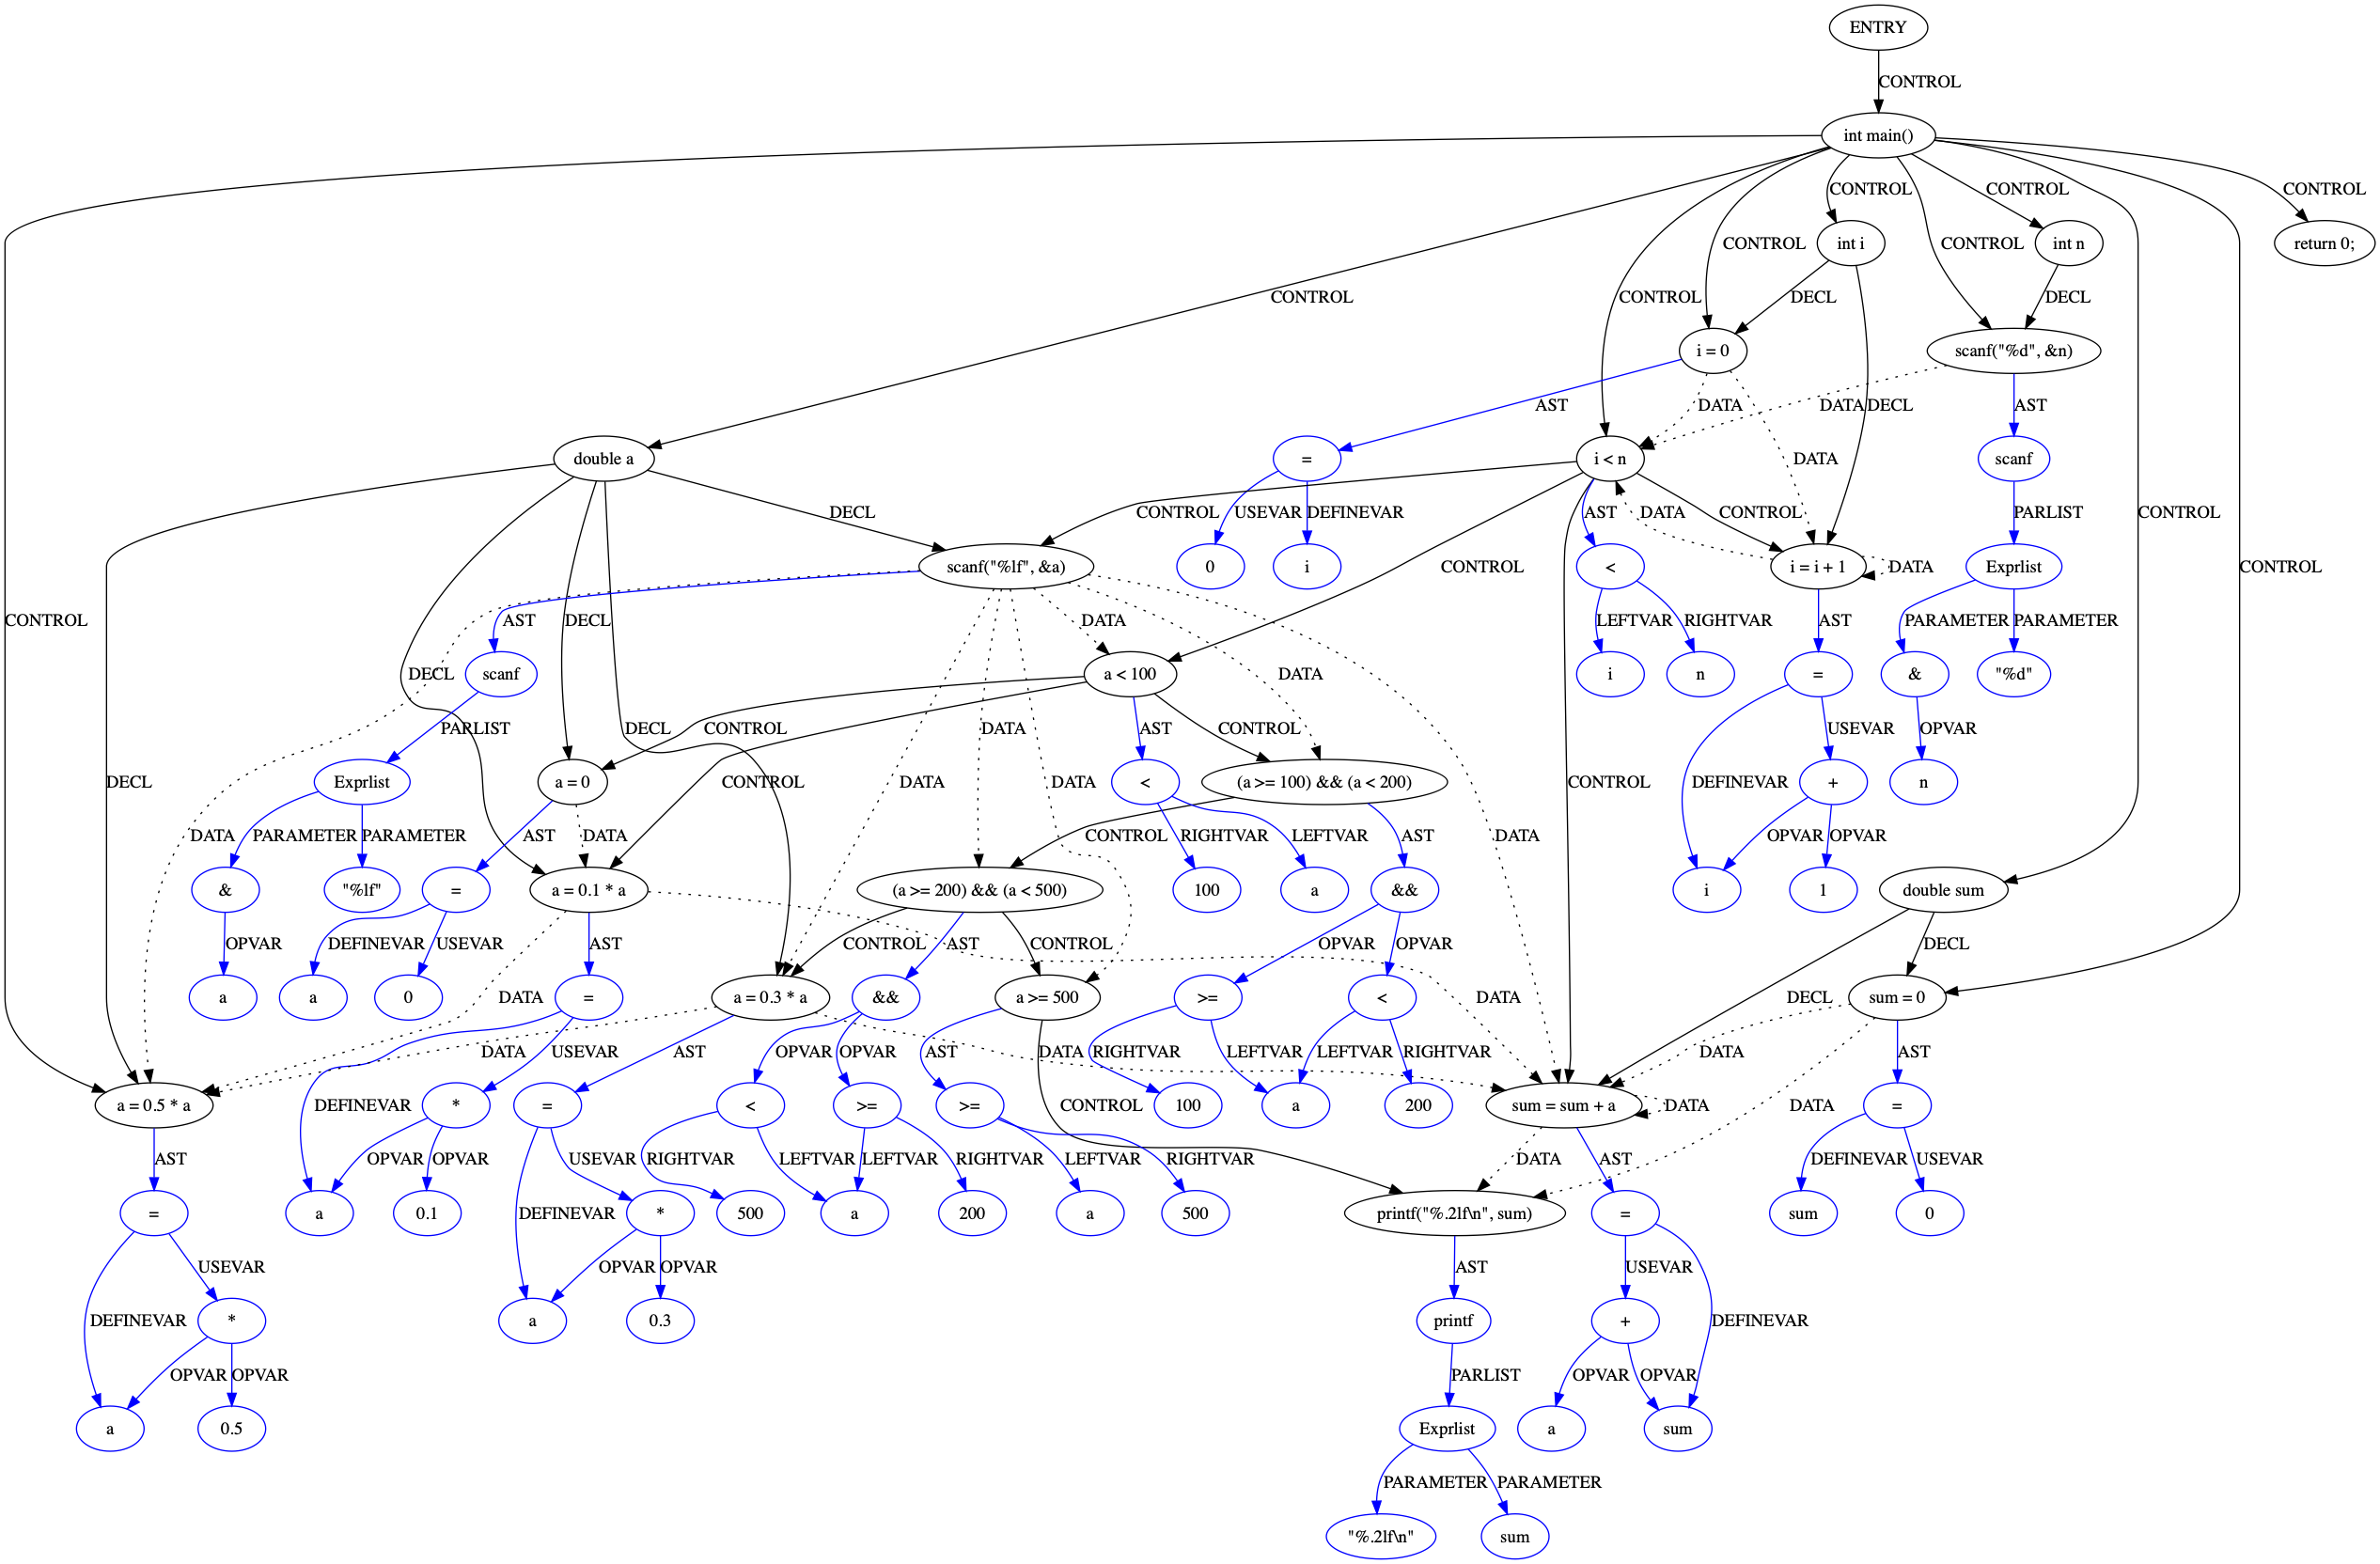 ENTRY
CONTROL
int main()
CONTROL CONTROL CONTROL
CONTROL int i int n return 0;
CONTROL
CONTROL CONTROL DECL DECL
i = 0 scanf("%d", &n)
AST DATA DATA DECL AST
double a = i < n DATA scanf
DECL CONTROL USEVAR DEFINEVAR AST DATA CONTROL PARLIST CONTROL
scanf("%lf", &a) 0 i < i = i + 1 DATA Exprlist CONTROL
CONTROL AST DECL DATA CONTROL LEFTVAR RIGHTVAR AST PARAMETER PARAMETER
DECL scanf a < 100 DATA i n = & "%d"
PARLIST DECL CONTROL DATA AST CONTROL USEVAR OPVAR
DECL Exprlist a = 0 CONTROL DATA DATA < (a >= 100) && (a < 200) CONTROL DEFINEVAR + n
DATA PARAMETER PARAMETER AST DATA CONTROL RIGHTVAR LEFTVAR AST DATA OPVAR OPVAR
& "%lf" = a = 0.1 * a (a >= 200) && (a < 500) 100 a && i 1 double sum
OPVAR DEFINEVAR USEVAR AST CONTROL AST CONTROL OPVAR OPVAR DECL
a a 0 DATA = a = 0.3 * a && a >= 500 >= < DATA DECL sum = 0
DATA USEVAR AST OPVAR OPVAR AST DATA RIGHTVAR LEFTVAR LEFTVAR RIGHTVAR DATA AST
a = 0.5 * a DEFINEVAR * = < >= >= CONTROL 100 a 200 sum = sum + a DATA DATA =
AST OPVAR OPVAR USEVAR RIGHTVAR LEFTVAR LEFTVAR RIGHTVAR LEFTVAR RIGHTVAR DATA AST DEFINEVAR USEVAR
= a 0.1 DEFINEVAR * 500 a 200 a 500 printf("%.2lf\n", sum) = sum 0
USEVAR OPVAR OPVAR AST USEVAR
DEFINEVAR * a 0.3 printf + DEFINEVAR
OPVAR OPVAR PARLIST OPVAR OPVAR
a 0.5 Exprlist a sum
PARAMETER PARAMETER
"%.2lf\n" sum